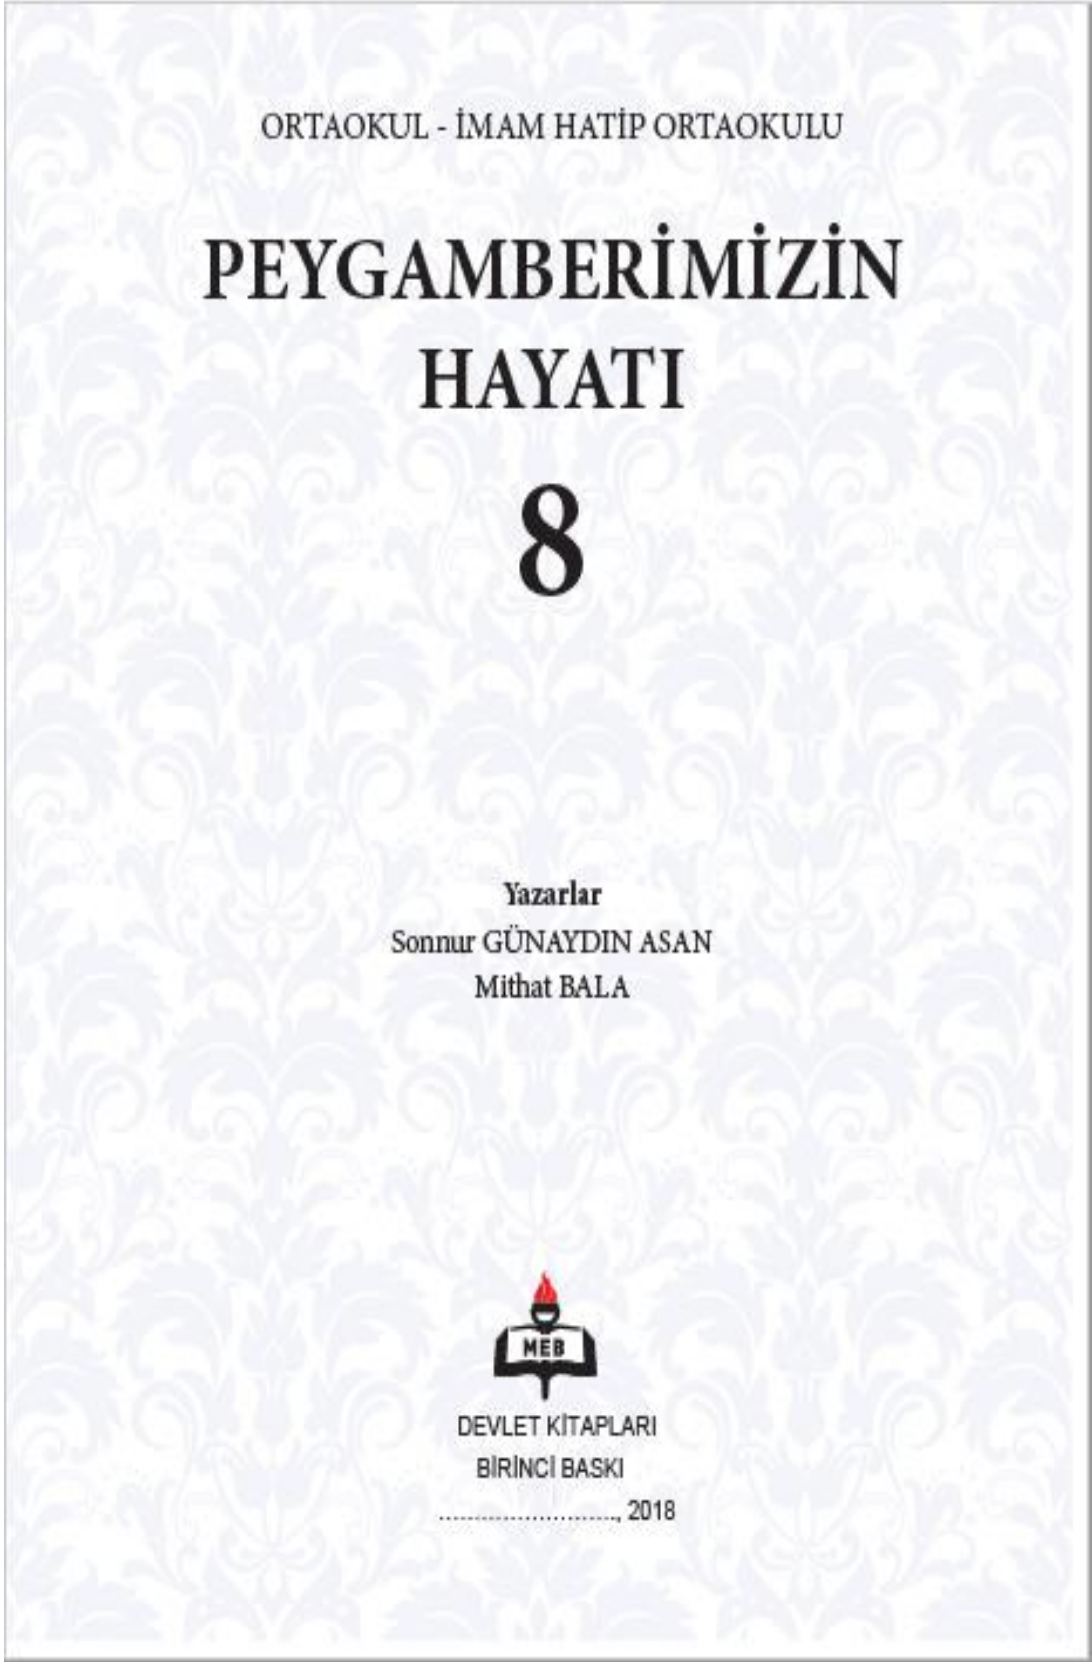 ORTAOKUL - İMAM HATİP ORTAOKULU
PEYGAMBERİMİZİN
HAYATI
8
Yazarlar
Sonnur GÜNAYDIN ASAN
Mithat BALA
MEB
DEVLET KİTAPLARI
BİRİNCİ BASKI
........................., 2018